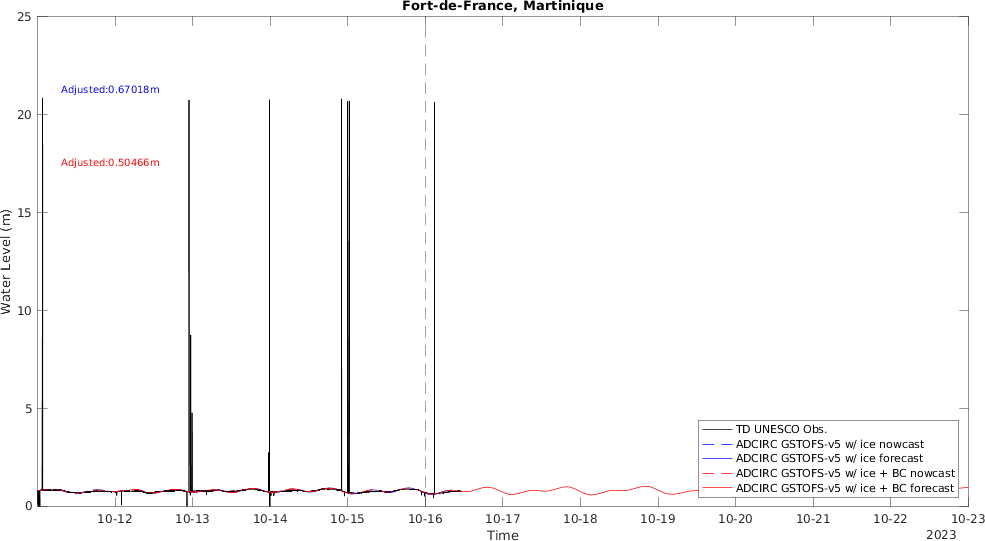 Fort-de-France, Martinique
25
20
15
10
5
0
Water Level (m)
Adjusted:0.67018m
Adjusted:0.50466m
TD UNESCO Obs.
ADCIRC GSTOFS-v5 w/ ice nowcast
ADCIRC GSTOFS-v5 w/ ice forecast
ADCIRC GSTOFS-v5 w/ ice + BC nowcast
ADCIRC GSTOFS-v5 w/ ice + BC forecast
10-12 10-13 10-14 10-15 10-16 10-17 10-18 10-19 10-20 10-21 10-22 10-23
Time
2023